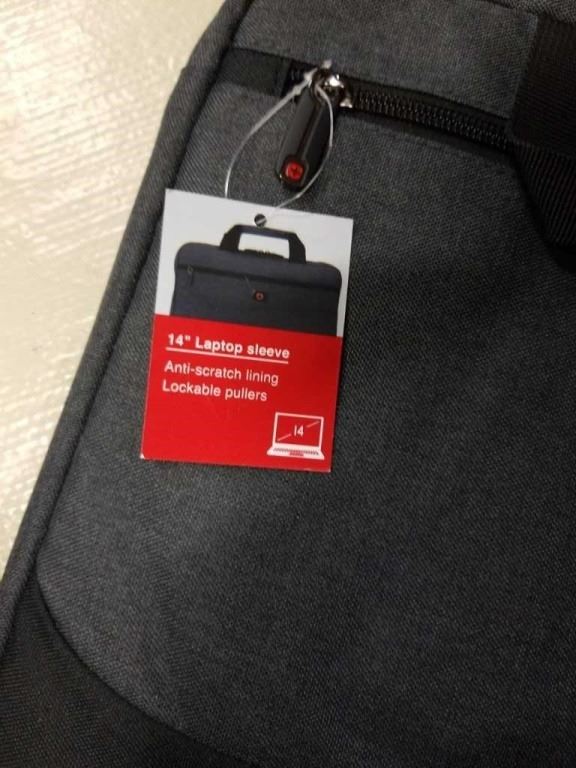 14" Laptop sleeve
Anti-scratch lining
Lockable pullers
14